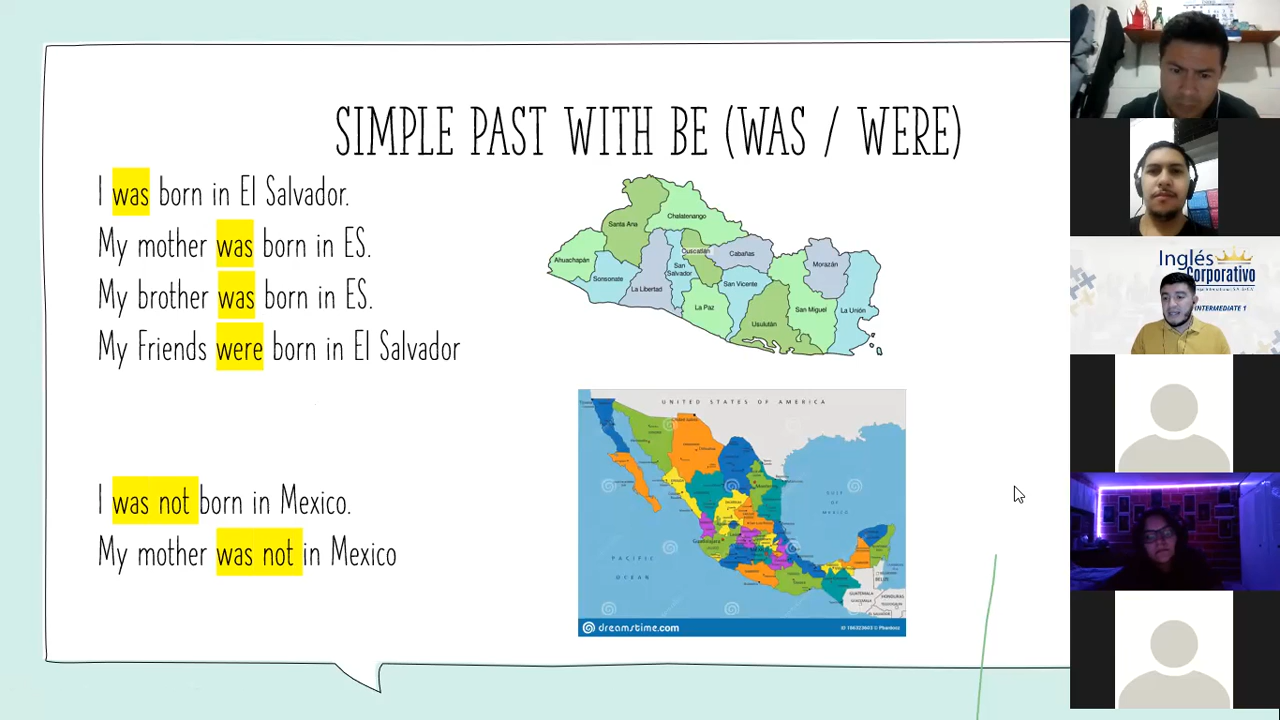 SIMPLE PAST WITH BE (WAS / WERE)
I was born in El Salvador.
My mother was born in ES.
My brother was born in ES.
My Friends were born in El Salvador
I was not born in Mexico.
My mother was not in Mexico
Santa Ana
Chalatenango
Ahuachapán
Cuscatlán
Cabañas
Sonsonate
San
Salvador
Morazán
La Libertad
San Vicente
La Paz
San Miguel
La Unión
Usulután
UNITED STATES OF AMERICA
GULF
OF
MEXICO
PACIFIC
OCEAN
GUATEMALA
HONDURAS
dreamstime.com
Inglés
Corporativo
INTERMEDIATE 1